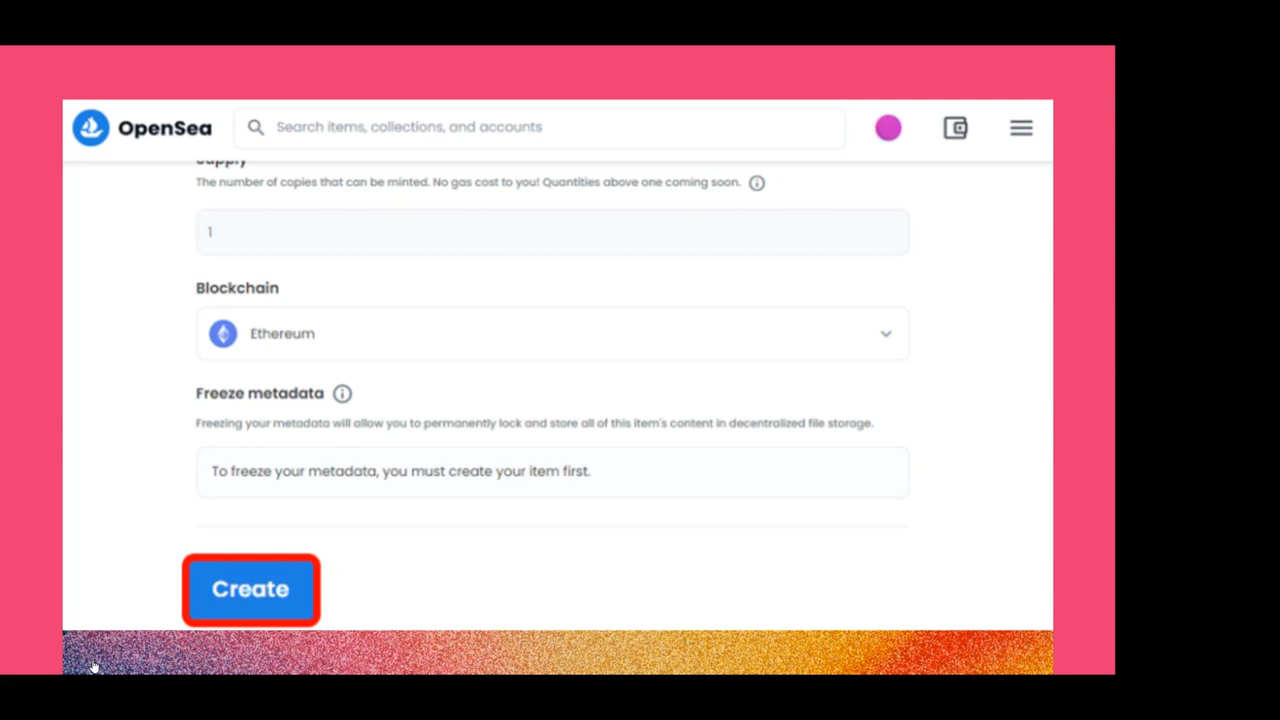 OpenSea
Search items, collections, and accounts
Supply
The number of copies that can be minted. No gas cost to you! Quantities above one coming soon.
1
Blockchain
Ethereum
Freeze metadata
Freezing your metadata will allow you to permanently lock and store all of this item's content in decentralized file storage.
To freeze your metadata, you must create your item first.
Create